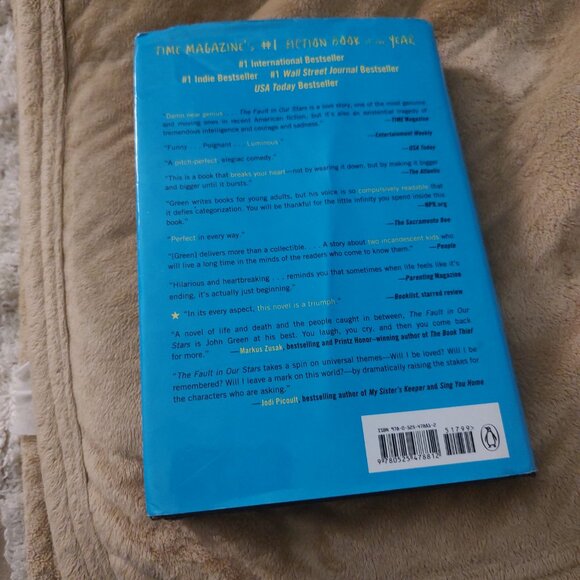 TIME MAGAZINE'S #1 FICTION BOOK OF THE YEAR
#1 International Bestseller
#1 Indie Bestseller #1 Wall Street Journal Bestseller
USA Today Bestseller
"Damn near genius . . . The Fault in Our Stars is a love story, one of the most genuine
and moving ones in recent American fiction, but it's also an existential tragedy of
tremendous intelligence and courage and sadness." —TIME Magazine
"Funny . . . Poignant . . . Luminous." —Entertainment Weekly
"A pitch-perfect, elegiac comedy." —USA Today
"This is a book that breaks your heart—not by wearing it down, but by making it bigger
and bigger until it bursts." —The Atlantic
"Green writes books for young adults, but his voice is so compulsively readable that
it defies categorization. You will be thankful for the little infinity you spend inside this
book." —NPR.org
"Perfect in every way." —The Sacramento Bee
"[Green] delivers more than a collectible. . . . A story about two incandescent kids who
will live a long time in the minds of the readers who come to know them." —People
"Hilarious and heartbreaking . . . reminds you that sometimes when life feels like it's
ending, it's actually just beginning." —Parenting Magazine
★ "In its every aspect, this novel is a triumph." —Booklist, starred review
"A novel of life and death and the people caught in between, The Fault in Our
Stars is John Green at his best. You laugh, you cry, and then you come back
for more." —Markus Zusak, bestselling and Printz Honor–winning author of The Book Thief
"The Fault in Our Stars takes a spin on universal themes—Will I be loved? Will I be
remembered? Will I leave a mark on this world?—by dramatically raising the stakes for
the characters who are asking."
—Jodi Picoult, bestselling author of My Sister's Keeper and Sing You Home
ISBN 978-0-525-47881-2
51799
9 780525 478812